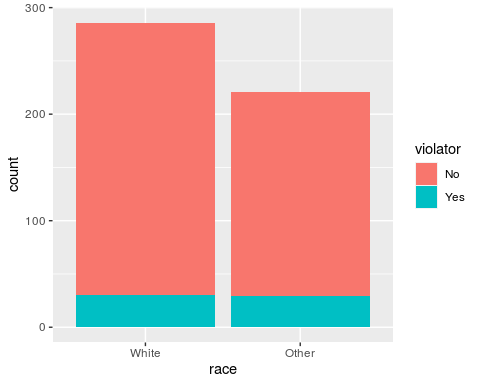 300
200
100
0
count
White
Other
race
violator
No
Yes